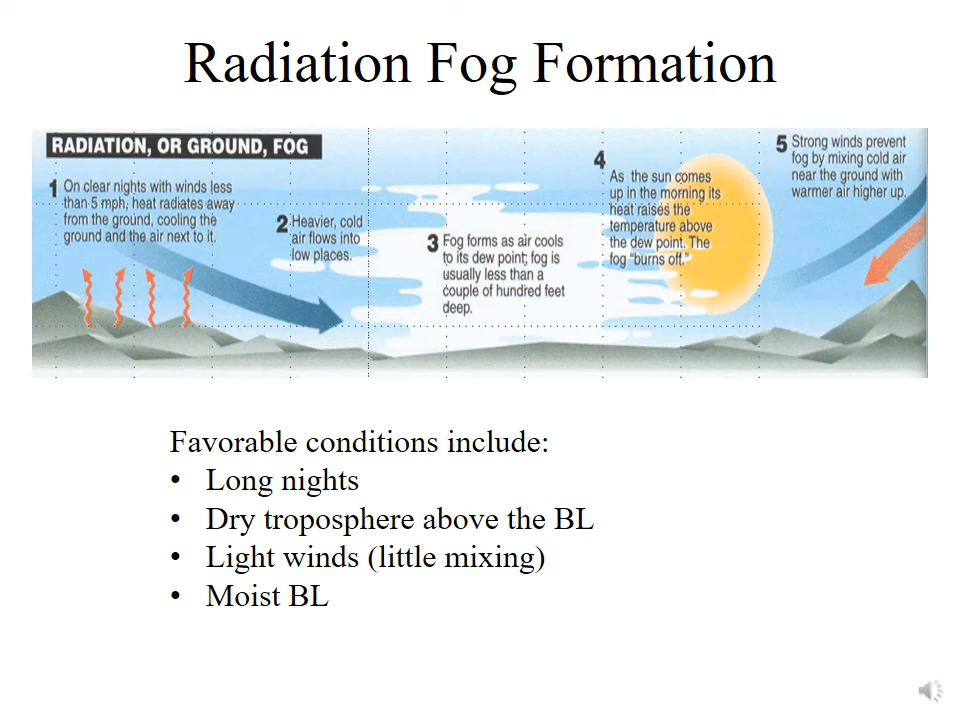 Radiation Fog Formation
RADIATION, OR GROUND, FOG
1 On clear nights with winds less
than 5 mph, heat radiates away
from the ground, cooling the
ground and the air next to it.
2 Heavier, cold
air flows into
low places.
3 Fog forms as air cools
to its dew point; fog is
usually less than a
couple of hundred feet
deep.
4
As the sun comes
up in the morning its
heat raises the
temperature above
the dew point. The
fog "burns off."
5 Strong winds prevent
fog by mixing cold air
near the ground with
warmer air higher up.
Favorable conditions include:
• Long nights
• Dry troposphere above the BL
• Light winds (little mixing)
• Moist BL